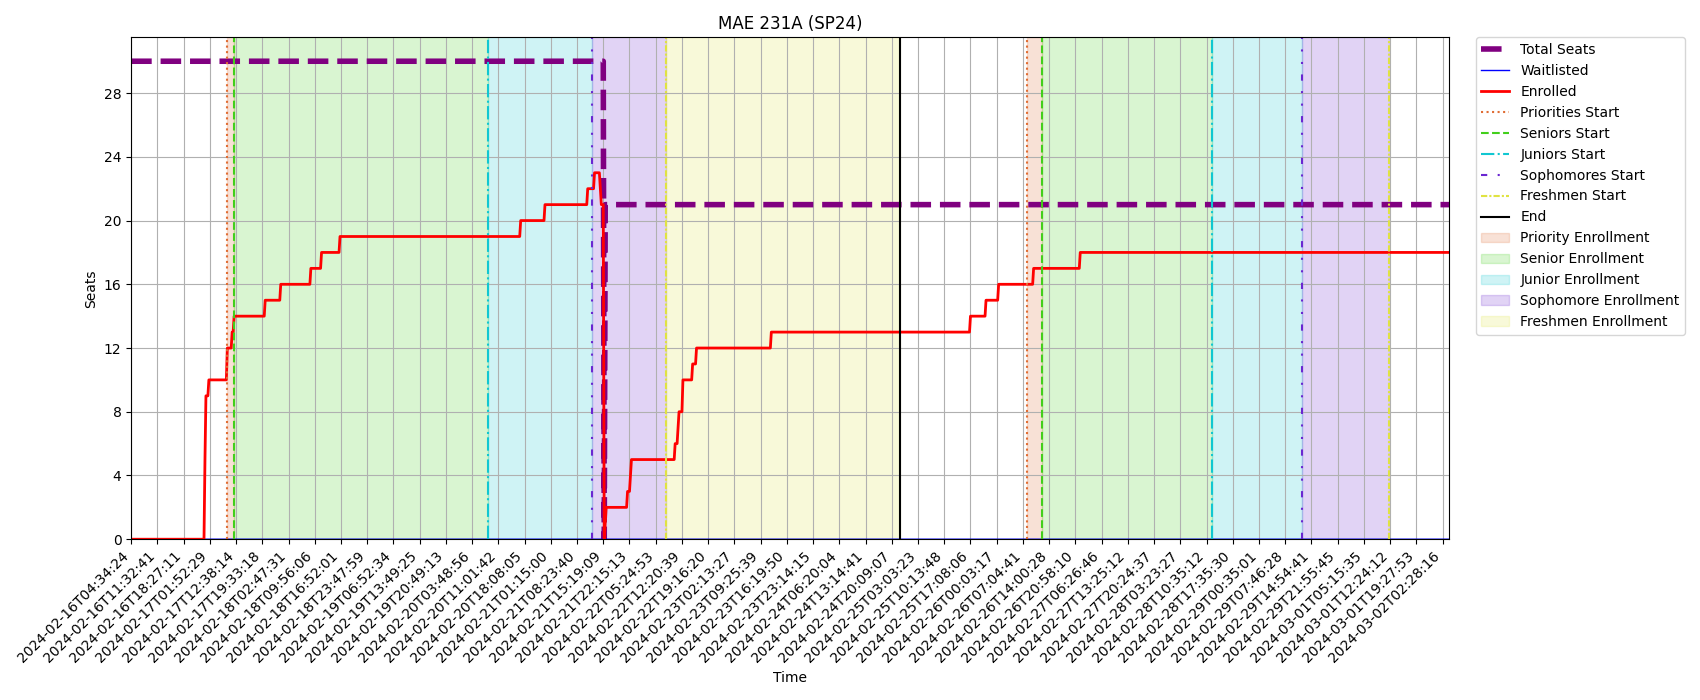 MAE 231A (SP24)
Seats
28
24
20
16
12
8
4
0
2024-02-16T04:34:24
2024-02-16T11:32:41
2024-02-16T18:27:11
2024-02-17T01:52:29
2024-02-17T12:38:14
2024-02-17T19:33:18
2024-02-18T02:47:31
2024-02-18T09:56:06
2024-02-18T16:52:01
2024-02-18T23:47:59
2024-02-19T06:52:34
2024-02-19T13:49:25
2024-02-19T20:49:13
2024-02-20T03:48:56
2024-02-20T11:01:42
2024-02-20T18:08:05
2024-02-21T01:15:00
2024-02-21T08:23:40
2024-02-21T15:19:09
2024-02-21T22:15:13
2024-02-22T05:24:53
2024-02-22T12:20:39
2024-02-22T19:16:20
2024-02-23T02:13:27
2024-02-23T09:25:39
2024-02-23T16:19:50
2024-02-23T23:14:15
2024-02-24T06:20:04
2024-02-24T13:14:41
2024-02-24T20:09:07
2024-02-25T03:03:23
2024-02-25T10:13:48
2024-02-25T17:08:06
2024-02-26T00:03:17
2024-02-26T07:04:41
2024-02-26T14:00:28
2024-02-26T20:58:10
2024-02-27T06:26:46
2024-02-27T13:25:12
2024-02-27T20:24:37
2024-02-28T03:23:27
2024-02-28T10:35:12
2024-02-28T17:35:30
2024-02-29T00:35:01
2024-02-29T07:46:28
2024-02-29T14:54:41
2024-02-29T21:55:45
2024-03-01T05:15:35
2024-03-01T12:24:12
2024-03-01T19:27:53
2024-03-02T02:28:16
Time
Total Seats
Waitlisted
Enrolled
Priorities Start
Seniors Start
Juniors Start
Sophomores Start
Freshmen Start
End
Priority Enrollment
Senior Enrollment
Junior Enrollment
Sophomore Enrollment
Freshmen Enrollment